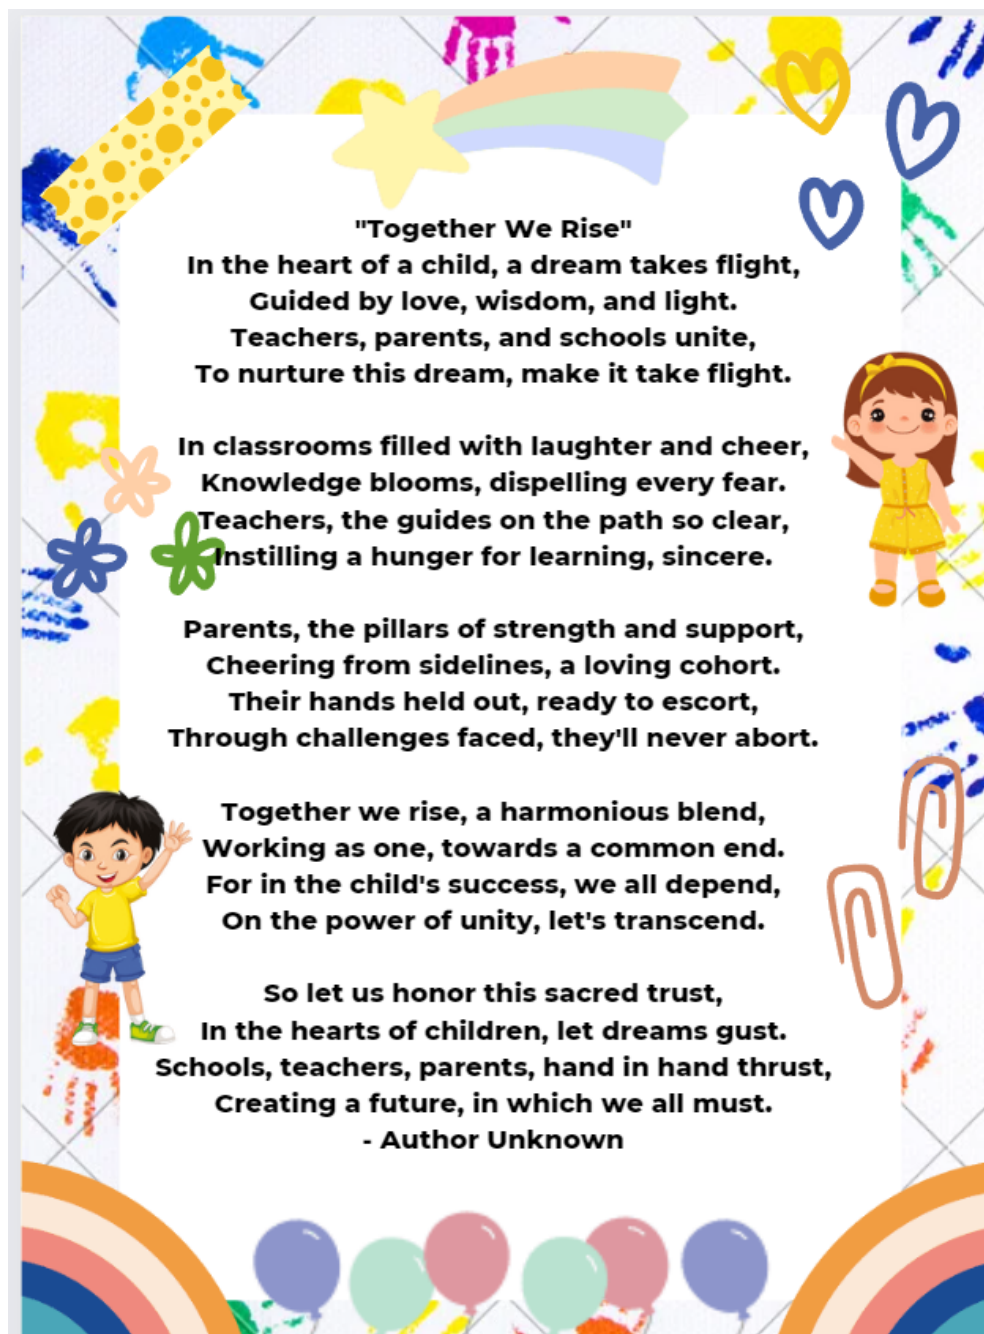 "Together We Rise"
In the heart of a child, a dream takes flight,
Guided by love, wisdom, and light.
Teachers, parents, and schools unite,
To nurture this dream, make it take flight.
In classrooms filled with laughter and cheer,
Knowledge blooms, dispelling every fear.
Teachers, the guides on the path so clear,
Instilling a hunger for learning, sincere.
Parents, the pillars of strength and support,
Cheering from sidelines, a loving cohort.
Their hands held out, ready to escort,
Through challenges faced, they'll never abort.
Together we rise, a harmonious blend,
Working as one, towards a common end.
For in the child's success, we all depend,
On the power of unity, let's transcend.
So let us honor this sacred trust,
In the hearts of children, let dreams gust.
Schools, teachers, parents, hand in hand thrust,
Creating a future, in which we all must.
- Author Unknown